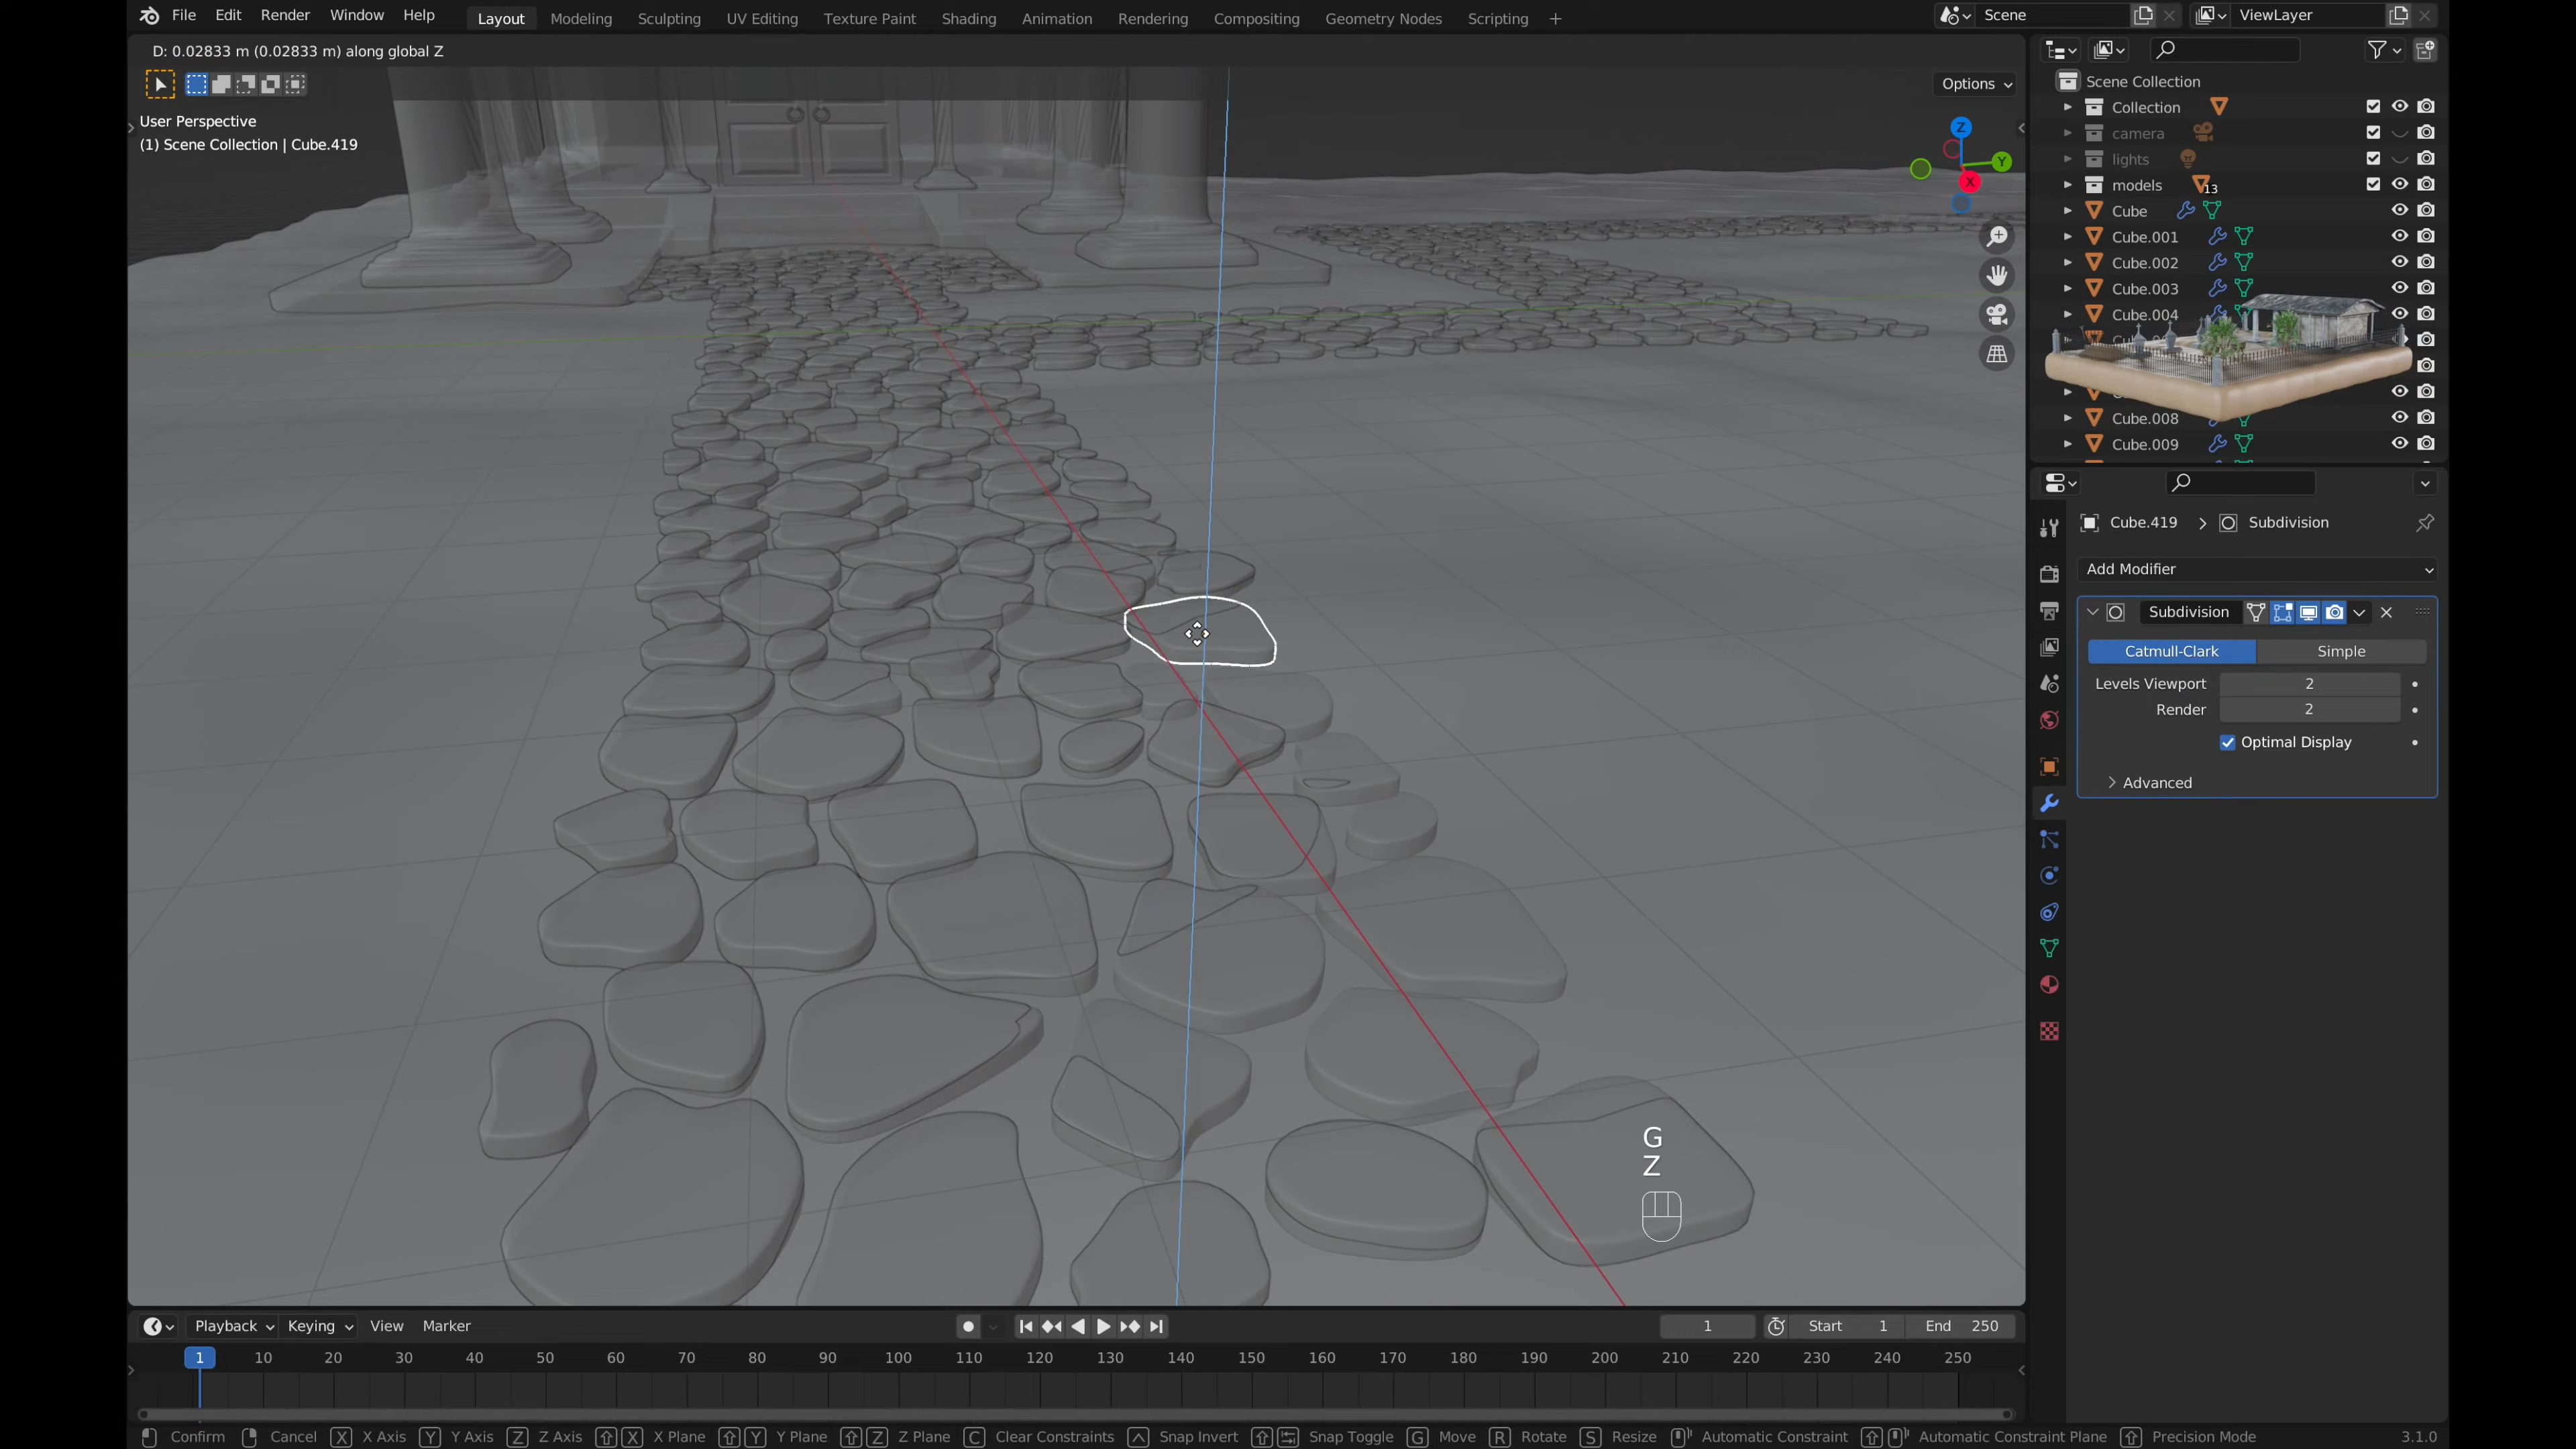 File Edit Render Window Help Layout Modeling Sculpting UV Editing Texture Paint Shading Animation Rendering Compositing Geometry Nodes Scripting + Scene ViewLayer
D: 0.02833 m (0.02833 m) along global Z
Options
User Perspective
(1) Scene Collection | Cube.419
Z
Y
X
Scene Collection
Collection
camera
lights
models 13
Cube
Cube.001
Cube.002
Cube.003
Cube.004
Cube.008
Cube.009
Cube.419 > Subdivision
Add Modifier
Subdivision
Catmull-Clark Simple
Levels Viewport 2
Render 2
Optimal Display
Advanced
G
Z
Playback Keying View Marker 1 Start 1 End 250
1 10 20 30 40 50 60 70 80 90 100 110 120 130 140 150 160 170 180 190 200 210 220 230 240 250
Confirm Cancel X X Axis Y Y Axis Z Z Axis X X Plane Y Y Plane Z Z Plane C Clear Constraints Snap Invert Snap Toggle G Move R Rotate S Resize Automatic Constraint Automatic Constraint Plane Precision Mode 3.1.0